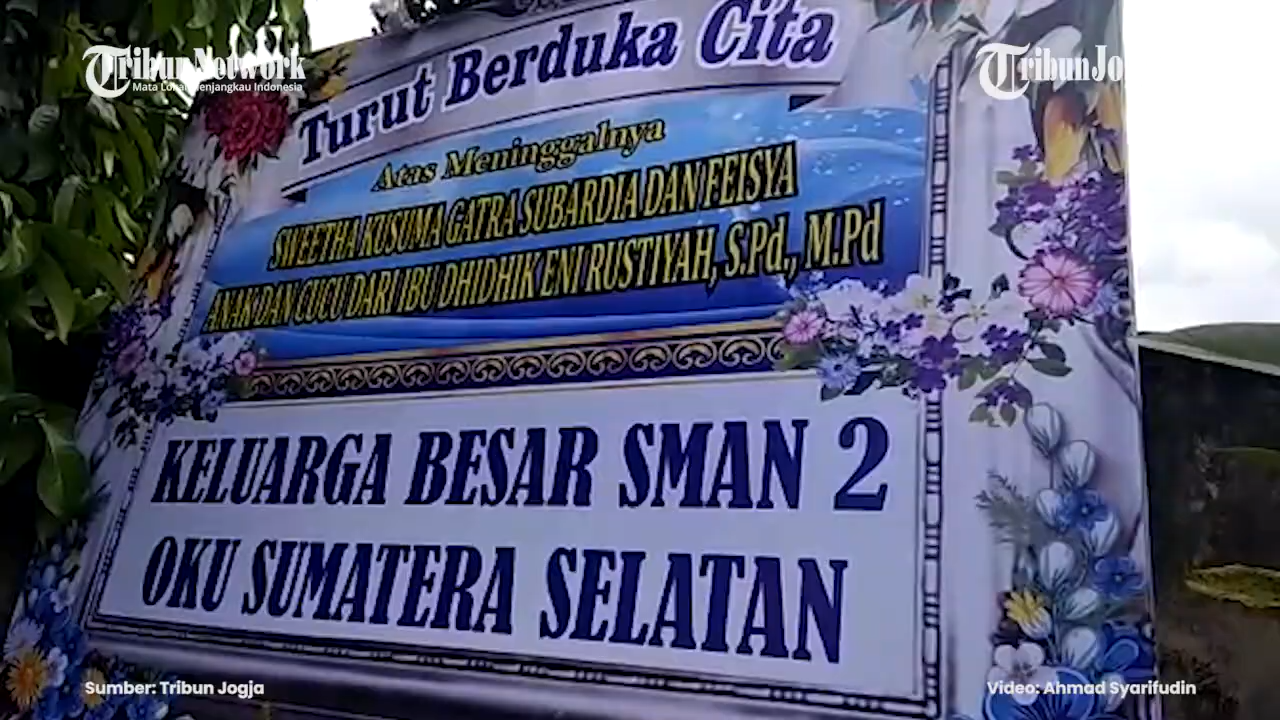 Tribun Network
Mata Lokal Menjangkau Indonesia
TribunJo
Turut Berduka Cita
Atas Meninggalnya
SWEETHA KUSUMA GATRA SUBARDIA DAN FEISYA
ANAK DAN CUCU DARI IBU DHIDHIK ENI RUSTIYAH, S.Pd., M.Pd
KELUARGA BESAR SMAN 2
OKU SUMATERA SELATAN
Sumber: Tribun Jogja
Video: Ahmad Syarifudin